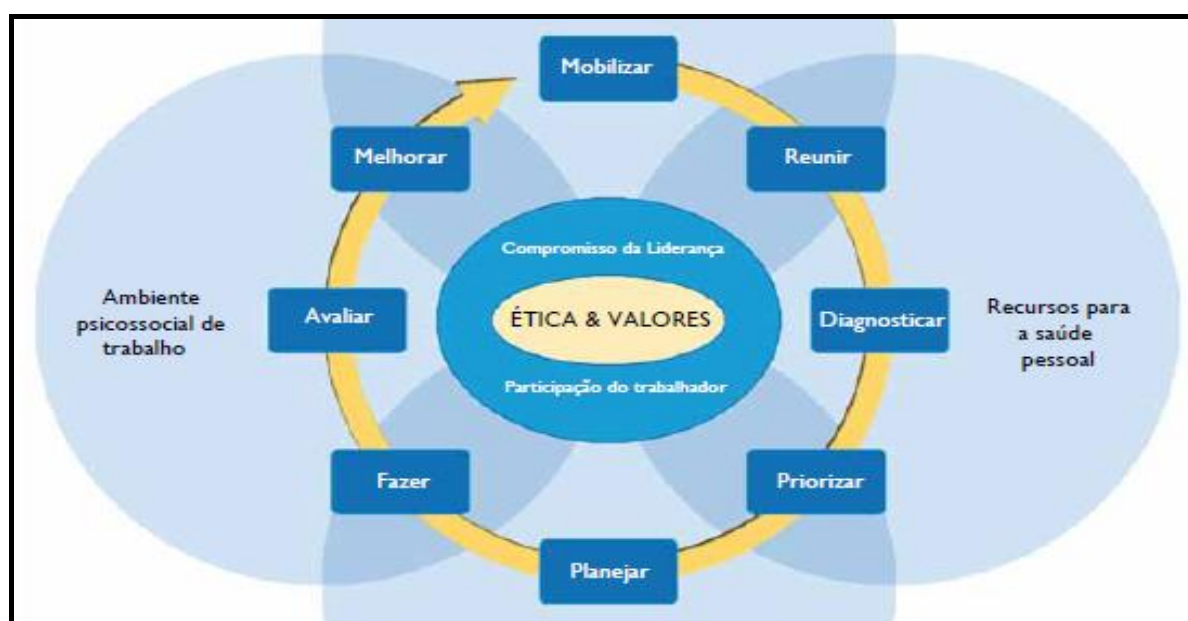 Mobilizar
Melhorar
Reunir
Compromisso da Liderança
Ambiente
psicossocial de
trabalho
Avaliar
ÉTICA & VALORES
Diagnosticar
Recursos para
a saúde
pessoal
Participação do trabalhador
Fazer
Priorizar
Planejar